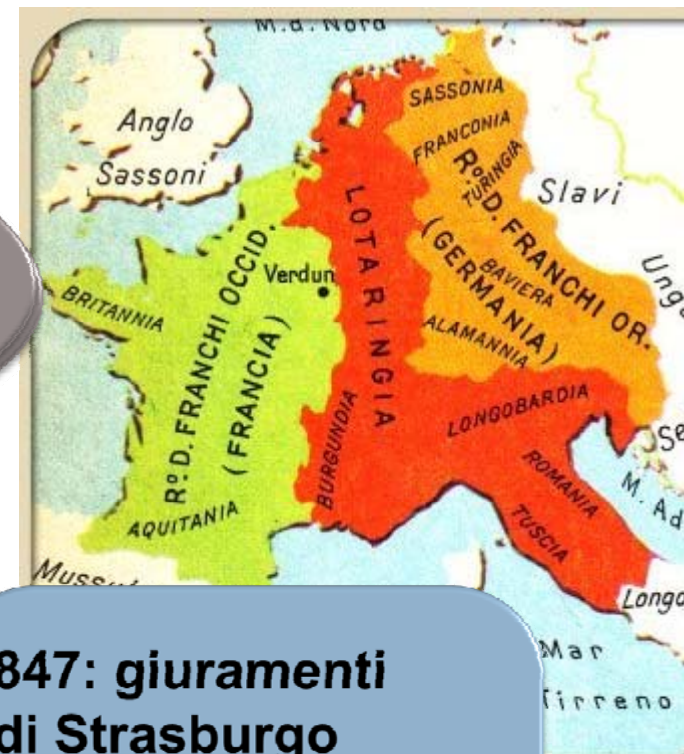 M. d. Nord
Anglo
Sassoni
SASSONIA
FRANCONIA
TURINGIA
Rº. D. FRANCHI OR.
(GERMANIA)
Slavi
BAVIERA
ALAMANNIA
LOTARINGIA
Verdun
Rº. D. FRANCHI OCCID.
(FRANCIA)
BRITANNIA
BURGUNDIA
AQUITANIA
LONGOBARDIA
ROMANIA
TUSCIA
M. Ad
Mar
Tirreno
847: giuramenti
di Strasburgo